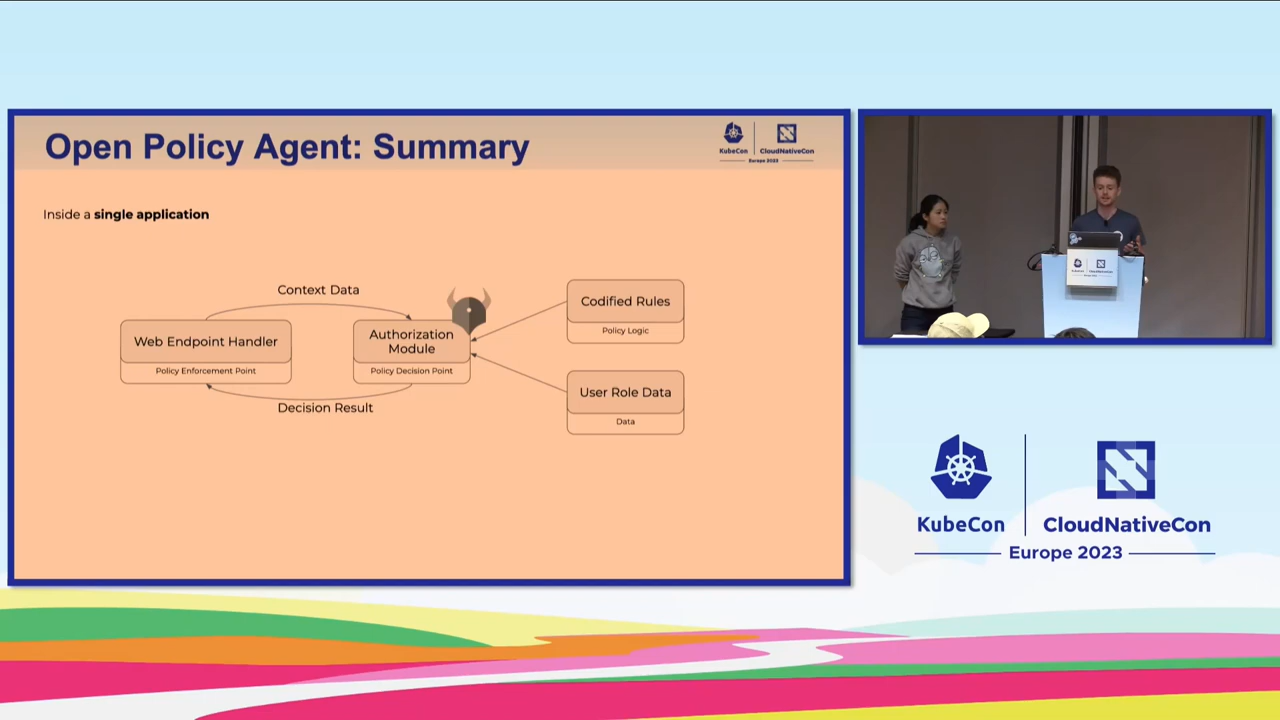 Open Policy Agent: Summary
KubeCon
CloudNativeCon
Europe 2023
Inside a single application
Context Data
Web Endpoint Handler
Policy Enforcement Point
Authorization
Module
Policy Decision Point
Decision Result
Codified Rules
Policy Logic
User Role Data
Data
KubeCon
CloudNativeCon
KubeCon
CloudNativeCon
Europe 2023